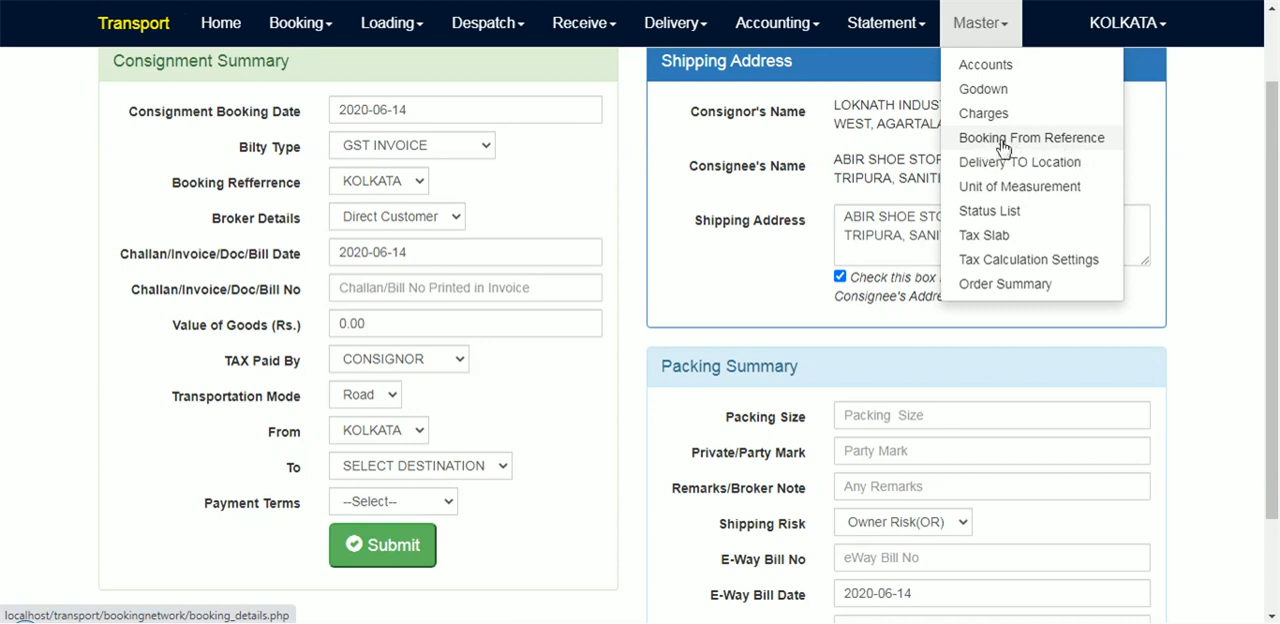 Transport Home Booking Loading Despatch Receive Delivery Accounting Statement Master KOLKATA
Consignment Summary
Consignment Booking Date 2020-06-14
Bilty Type GST INVOICE
Booking Refferrence KOLKATA
Broker Details Direct Customer
Challan/Invoice/Doc/Bill Date 2020-06-14
Challan/Invoice/Doc/Bill No Challan/Bill No Printed in Invoice
Value of Goods (Rs.) 0.00
TAX Paid By CONSIGNOR
Transportation Mode Road
From KOLKATA
To SELECT DESTINATION
Payment Terms --Select--
Submit
Shipping Address
Consignor's Name LOKNATH INDUS
WEST, AGARTALA
Consignee's Name ABIR SHOE STOR
TRIPURA, SANITI
Shipping Address ABIR SHOE STO
TRIPURA, SANI
Check this box
Consignee's Addre
Accounts
Godown
Charges
Booking From Reference
Delivery TO Location
Unit of Measurement
Status List
Tax Slab
Tax Calculation Settings
Order Summary
Packing Summary
Packing Size Packing Size
Private/Party Mark Party Mark
Remarks/Broker Note Any Remarks
Shipping Risk Owner Risk(OR)
E-Way Bill No eWay Bill No
E-Way Bill Date 2020-06-14
localhost/transport/bookingnetwork/booking_details.php